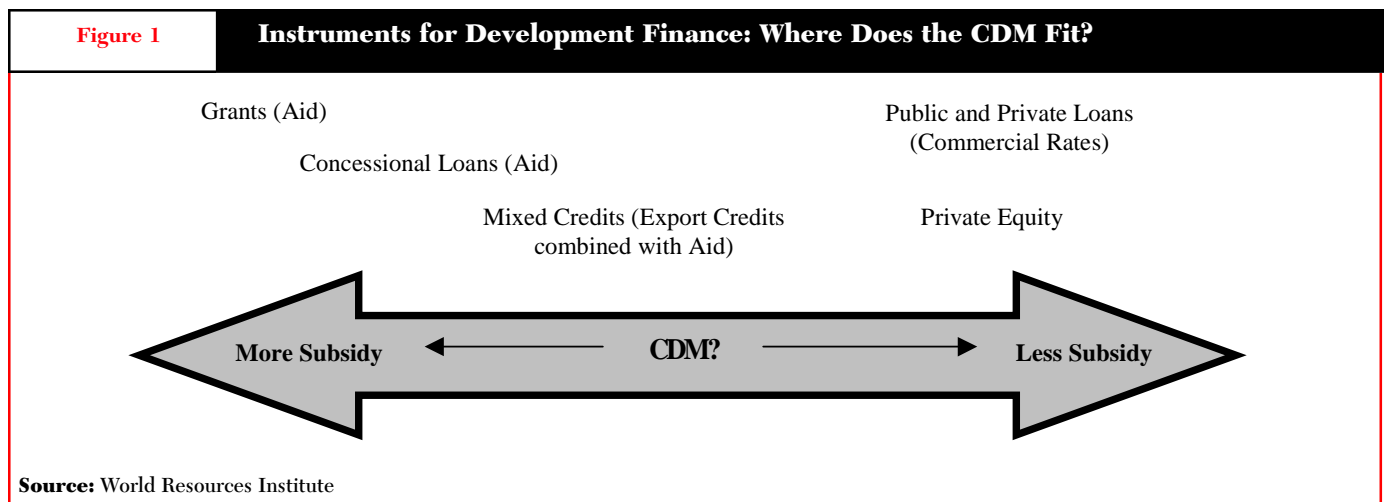 Figure 1
Instruments for Development Finance: Where Does the CDM Fit?
Grants (Aid)
Public and Private Loans
(Commercial Rates)
Concessional Loans (Aid)
Mixed Credits (Export Credits
combined with Aid)
Private Equity
More Subsidy
CDM?
Less Subsidy
Source: World Resources Institute